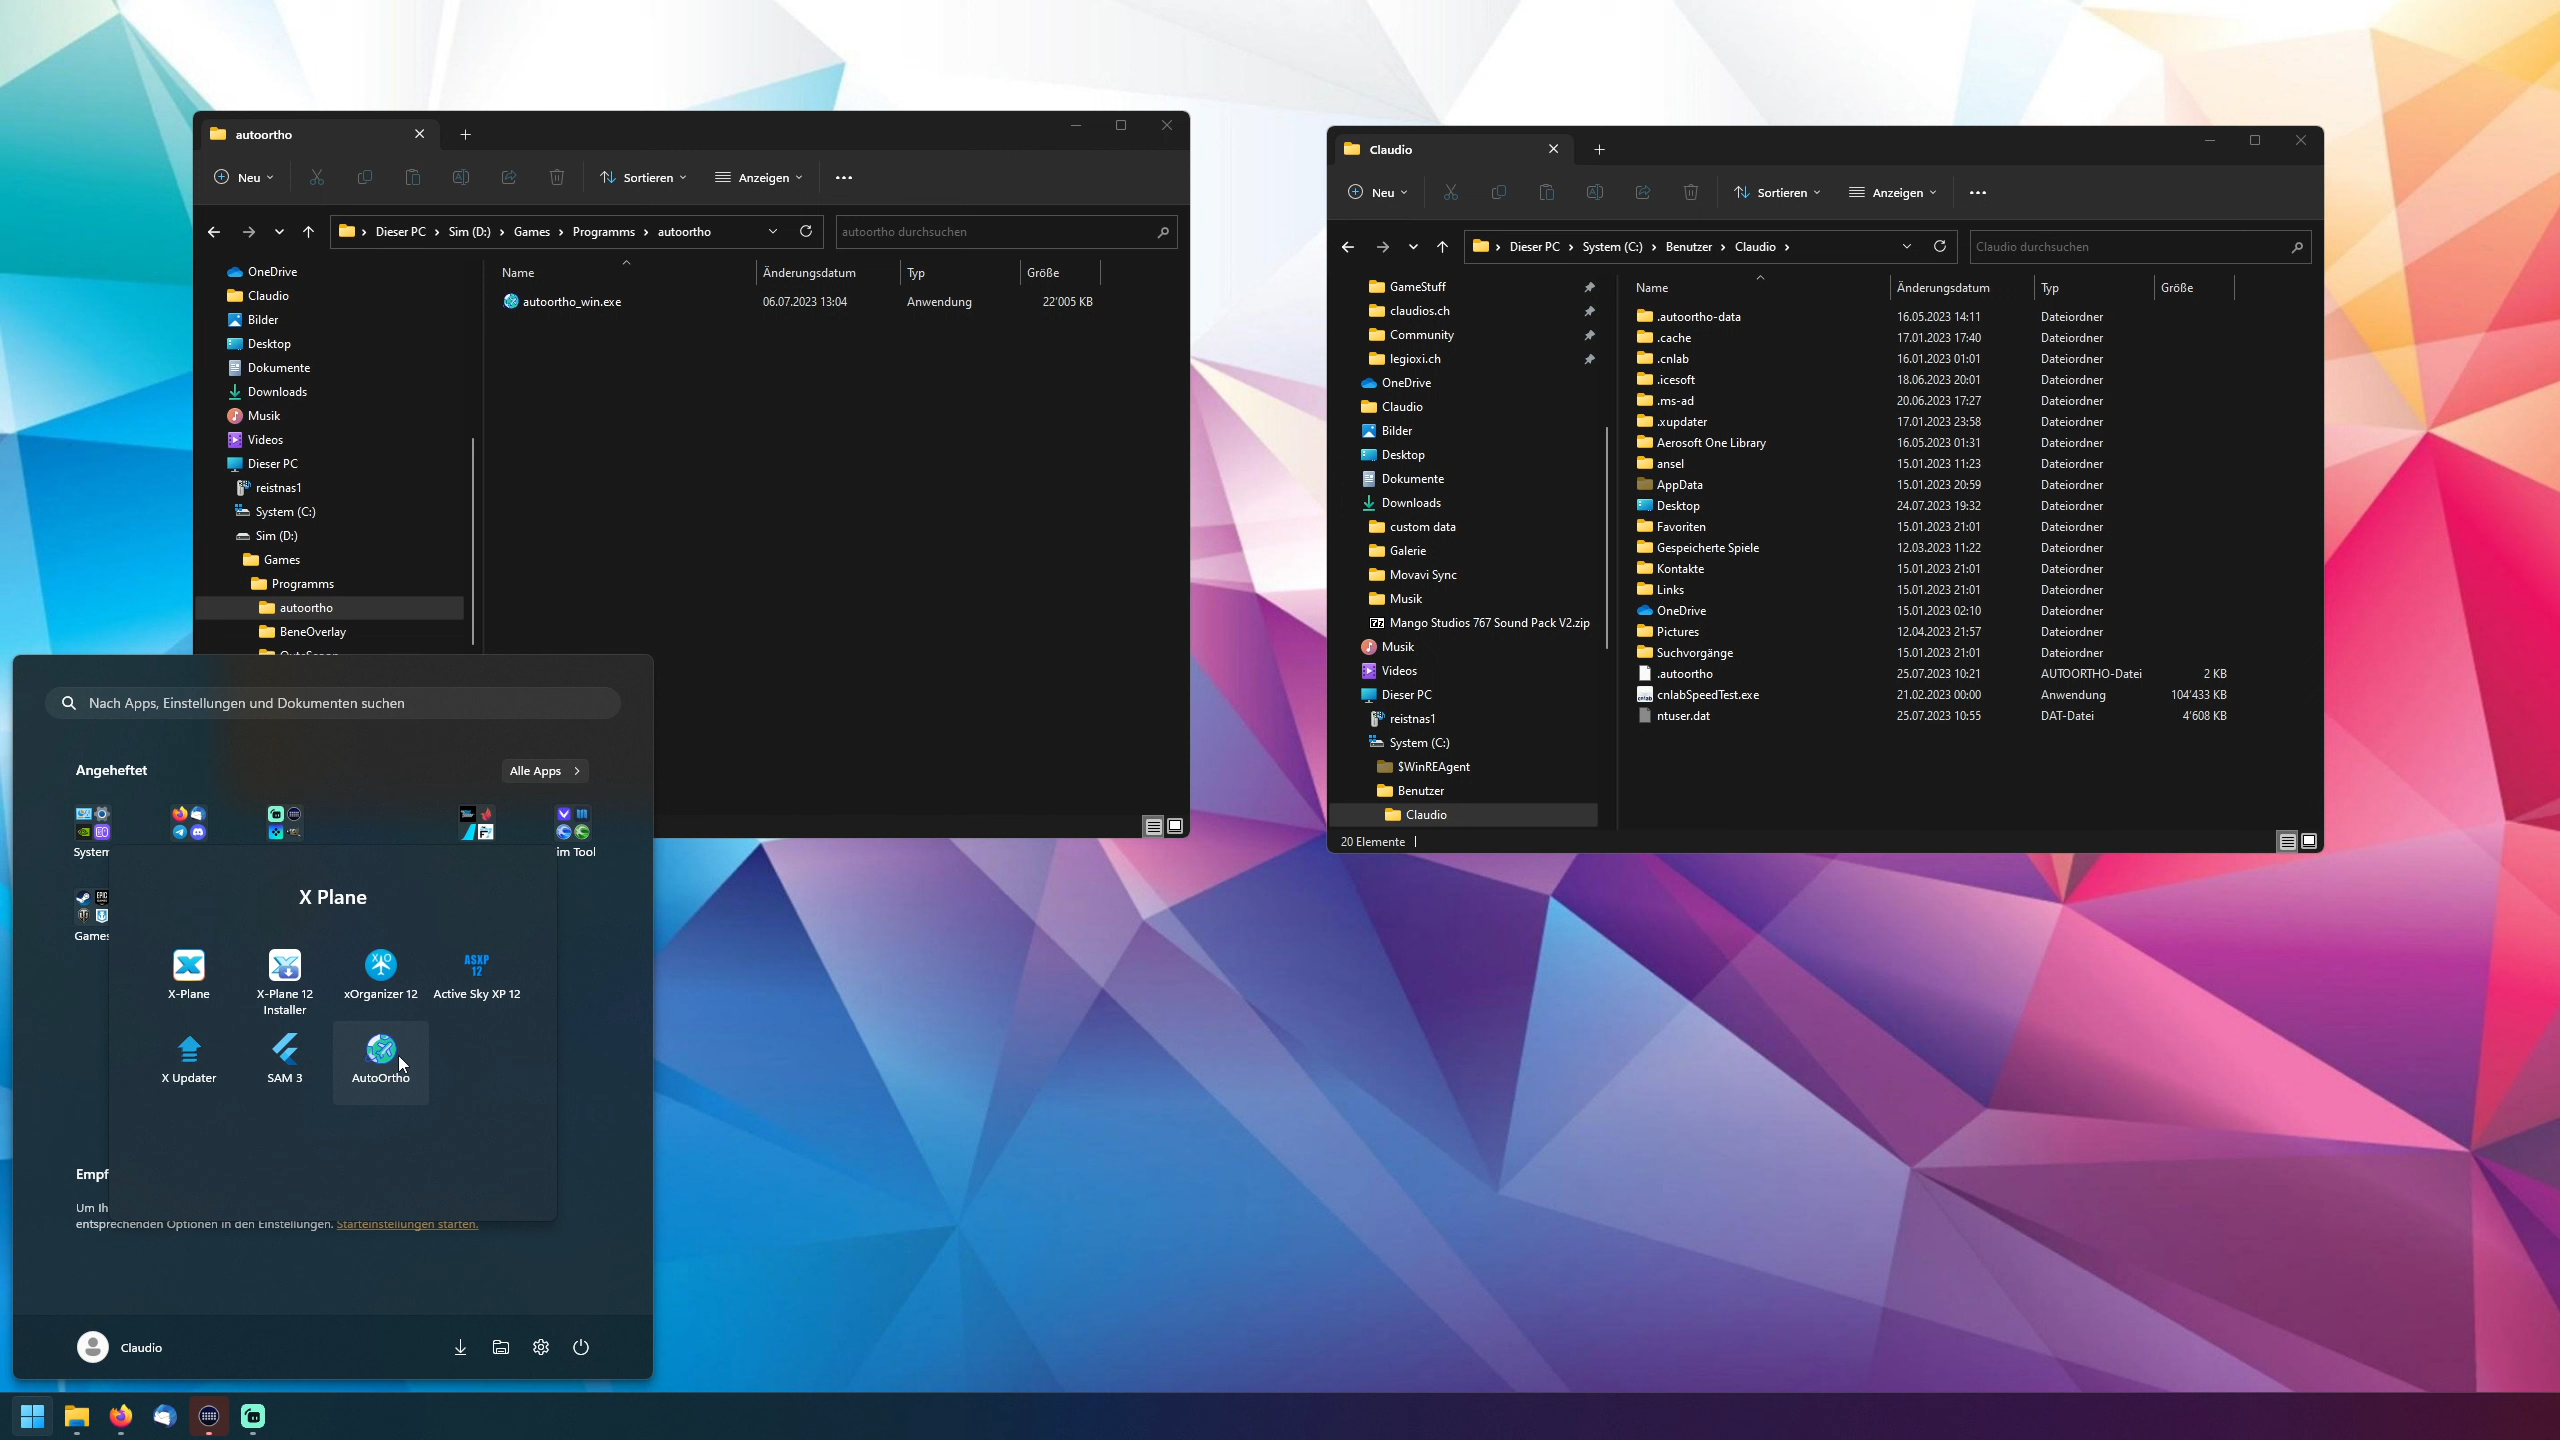 autoortho
Neu
Sortieren
Anzeigen
Dieser PC
Sim (D:)
Games
Programms
autoortho
autoortho durchsuchen
OneDrive
Claudio
Bilder
Desktop
Dokumente
Downloads
Musik
Videos
Dieser PC
reistnas1
System (C:)
Sim (D:)
Games
Programms
autoortho
BeneOverlay
Name Änderungsdatum Typ Größe
autoortho_win.exe 06.07.2023 13:04 Anwendung 22'005 KB
Claudio
Neu
Sortieren
Anzeigen
Dieser PC
System (C:)
Benutzer
Claudio
Claudio durchsuchen
GameStuff
claudios.ch
Community
legioxi.ch
OneDrive
Claudio
Bilder
Desktop
Dokumente
Downloads
custom data
Galerie
Movavi Sync
Musik
Mango Studios 767 Sound Pack V2.zip
Musik
Videos
Dieser PC
reistnas1
System (C:)
$WinREAgent
Benutzer
Claudio
Name Änderungsdatum Typ Größe
.autoortho-data 16.05.2023 14:11 Dateiordner
.cache 17.01.2023 17:40 Dateiordner
.cnlab 16.01.2023 01:01 Dateiordner
.icesoft 18.06.2023 20:01 Dateiordner
.ms-ad 20.06.2023 17:27 Dateiordner
.xupdater 17.01.2023 23:58 Dateiordner
Aerosoft One Library 16.05.2023 01:31 Dateiordner
ansel 15.01.2023 11:23 Dateiordner
AppData 15.01.2023 20:59 Dateiordner
Desktop 24.07.2023 19:32 Dateiordner
Favoriten 15.01.2023 21:01 Dateiordner
Gespeicherte Spiele 12.03.2023 11:22 Dateiordner
Kontakte 15.01.2023 21:01 Dateiordner
Links 15.01.2023 21:01 Dateiordner
OneDrive 15.01.2023 02:10 Dateiordner
Pictures 12.04.2023 21:57 Dateiordner
Suchvorgänge 15.01.2023 21:01 Dateiordner
.autoortho 25.07.2023 10:21 AUTOORTHO-Datei 2 KB
cnlabSpeedTest.exe 21.02.2023 00:00 Anwendung 104'433 KB
ntuser.dat 25.07.2023 10:55 DAT-Datei 4'608 KB
20 Elemente
Nach Apps, Einstellungen und Dokumenten suchen
Angeheftet
Alle Apps
System
im Tool
Games
X Plane
X-Plane
X-Plane 12
Installer
xOrganizer 12
ASXP
12
Active Sky XP 12
X Updater
SAM 3
AutoOrtho
Empf
Um Ih
entsprechenden Optionen in den Einstellungen. Starteinstellungen starten.
Claudio